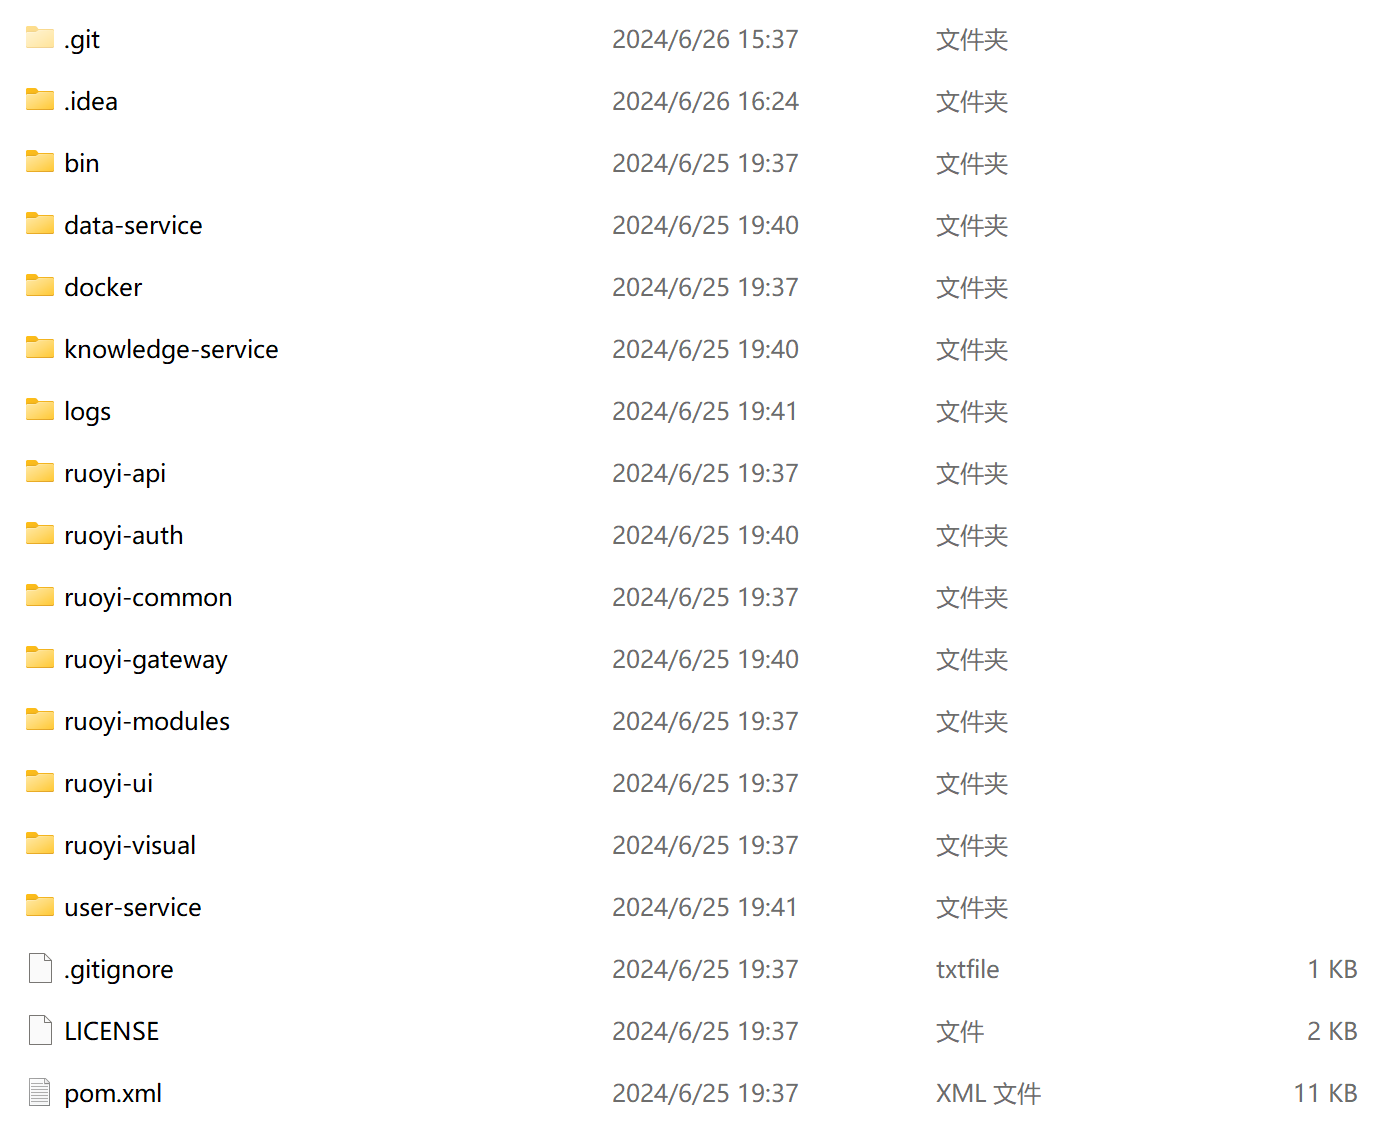 .git 2024/6/26 15:37 文件夹
.idea 2024/6/26 16:24 文件夹
bin 2024/6/25 19:37 文件夹
data-service 2024/6/25 19:40 文件夹
docker 2024/6/25 19:37 文件夹
knowledge-service 2024/6/25 19:40 文件夹
logs 2024/6/25 19:41 文件夹
ruoyi-api 2024/6/25 19:37 文件夹
ruoyi-auth 2024/6/25 19:40 文件夹
ruoyi-common 2024/6/25 19:37 文件夹
ruoyi-gateway 2024/6/25 19:40 文件夹
ruoyi-modules 2024/6/25 19:37 文件夹
ruoyi-ui 2024/6/25 19:37 文件夹
ruoyi-visual 2024/6/25 19:37 文件夹
user-service 2024/6/25 19:41 文件夹
.gitignore 2024/6/25 19:37 txtfile 1 KB
LICENSE 2024/6/25 19:37 文件 2 KB
pom.xml 2024/6/25 19:37 XML 文件 11 KB